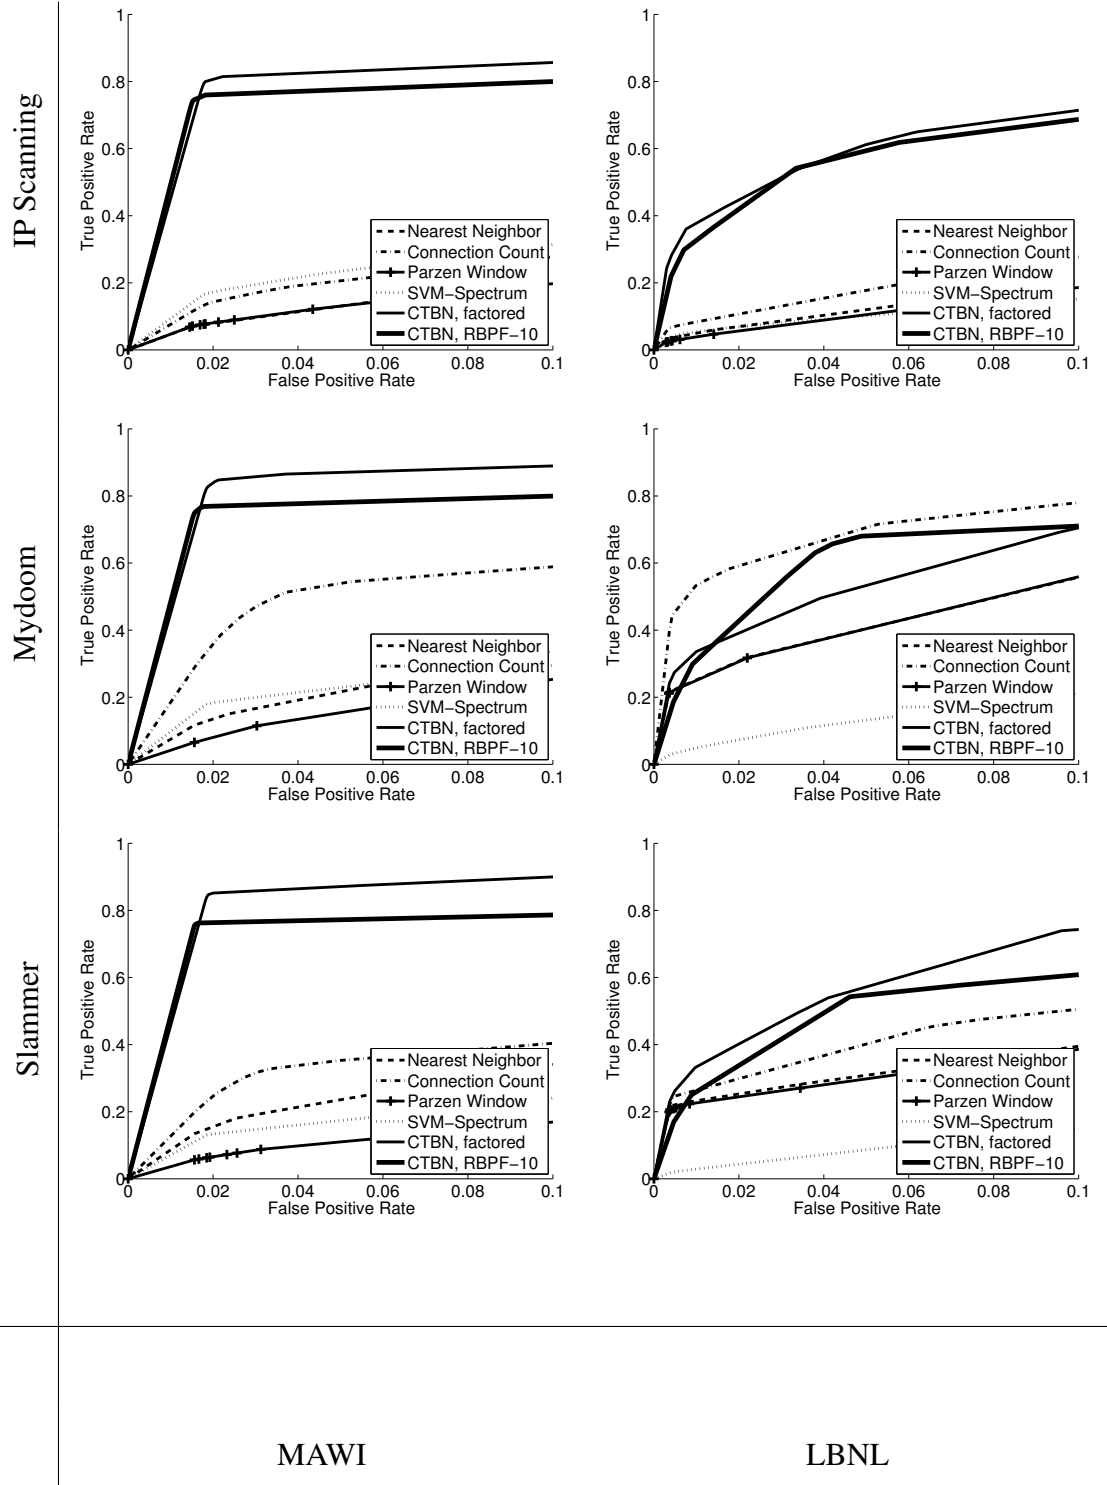 IP Scanning
1
0.8
0.6
0.4
0.2
0
True Positive Rate
0 0.02 0.04 0.06 0.08 0.1
False Positive Rate
Nearest Neighbor
Connection Count
Parzen Window
SVM-Spectrum
CTBN, factored
CTBN, RBPF-10
1
0.8
0.6
0.4
0.2
0
True Positive Rate
0 0.02 0.04 0.06 0.08 0.1
False Positive Rate
Nearest Neighbor
Connection Count
Parzen Window
SVM-Spectrum
CTBN, factored
CTBN, RBPF-10
Mydoom
1
0.8
0.6
0.4
0.2
0
True Positive Rate
0 0.02 0.04 0.06 0.08 0.1
False Positive Rate
Nearest Neighbor
Connection Count
Parzen Window
SVM-Spectrum
CTBN, factored
CTBN, RBPF-10
1
0.8
0.6
0.4
0.2
0
True Positive Rate
0 0.02 0.04 0.06 0.08 0.1
False Positive Rate
Nearest Neighbor
Connection Count
Parzen Window
SVM-Spectrum
CTBN, factored
CTBN, RBPF-10
Slammer
1
0.8
0.6
0.4
0.2
0
True Positive Rate
0 0.02 0.04 0.06 0.08 0.1
False Positive Rate
Nearest Neighbor
Connection Count
Parzen Window
SVM-Spectrum
CTBN, factored
CTBN, RBPF-10
1
0.8
0.6
0.4
0.2
0
True Positive Rate
0 0.02 0.04 0.06 0.08 0.1
False Positive Rate
Nearest Neighbor
Connection Count
Parzen Window
SVM-Spectrum
CTBN, factored
CTBN, RBPF-10
MAWI
LBNL